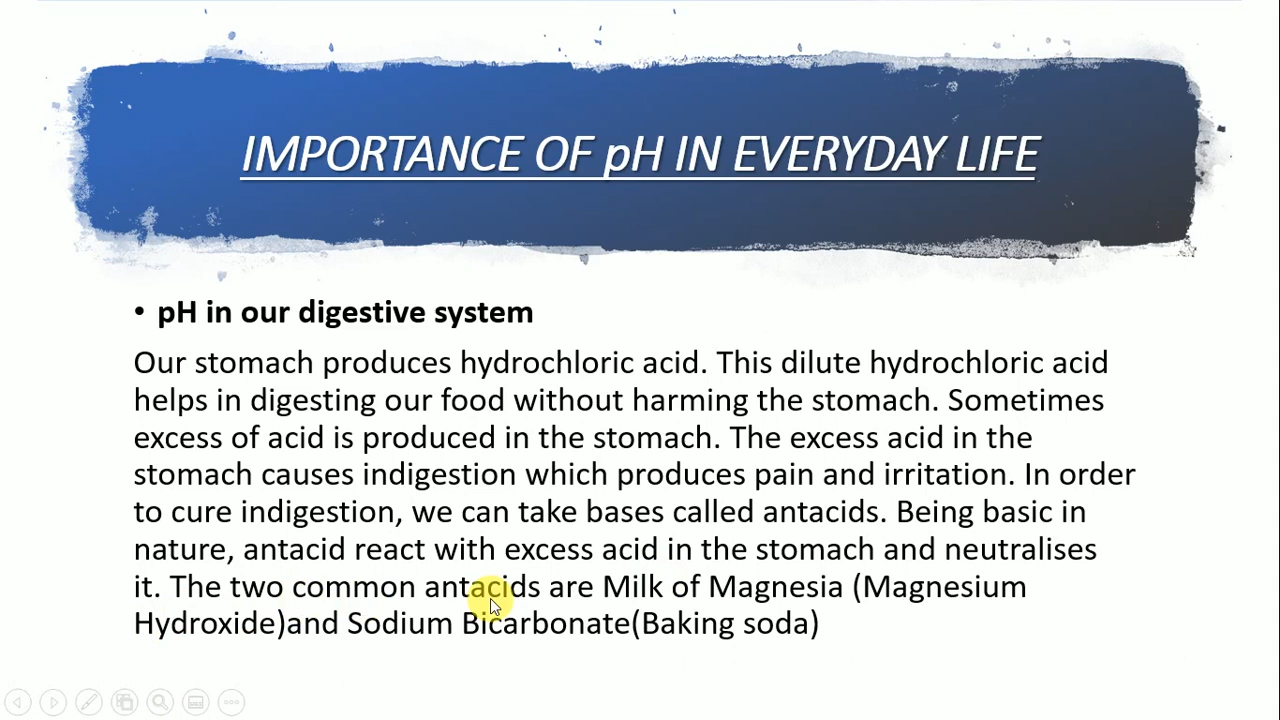 IMPORTANCE OF pH IN EVERYDAY LIFE
• pH in our digestive system
Our stomach produces hydrochloric acid. This dilute hydrochloric acid
helps in digesting our food without harming the stomach. Sometimes
excess of acid is produced in the stomach. The excess acid in the
stomach causes indigestion which produces pain and irritation. In order
to cure indigestion, we can take bases called antacids. Being basic in
nature, antacid react with excess acid in the stomach and neutralises
it. The two common antacids are Milk of Magnesia (Magnesium
Hydroxide)and Sodium Bicarbonate(Baking soda)